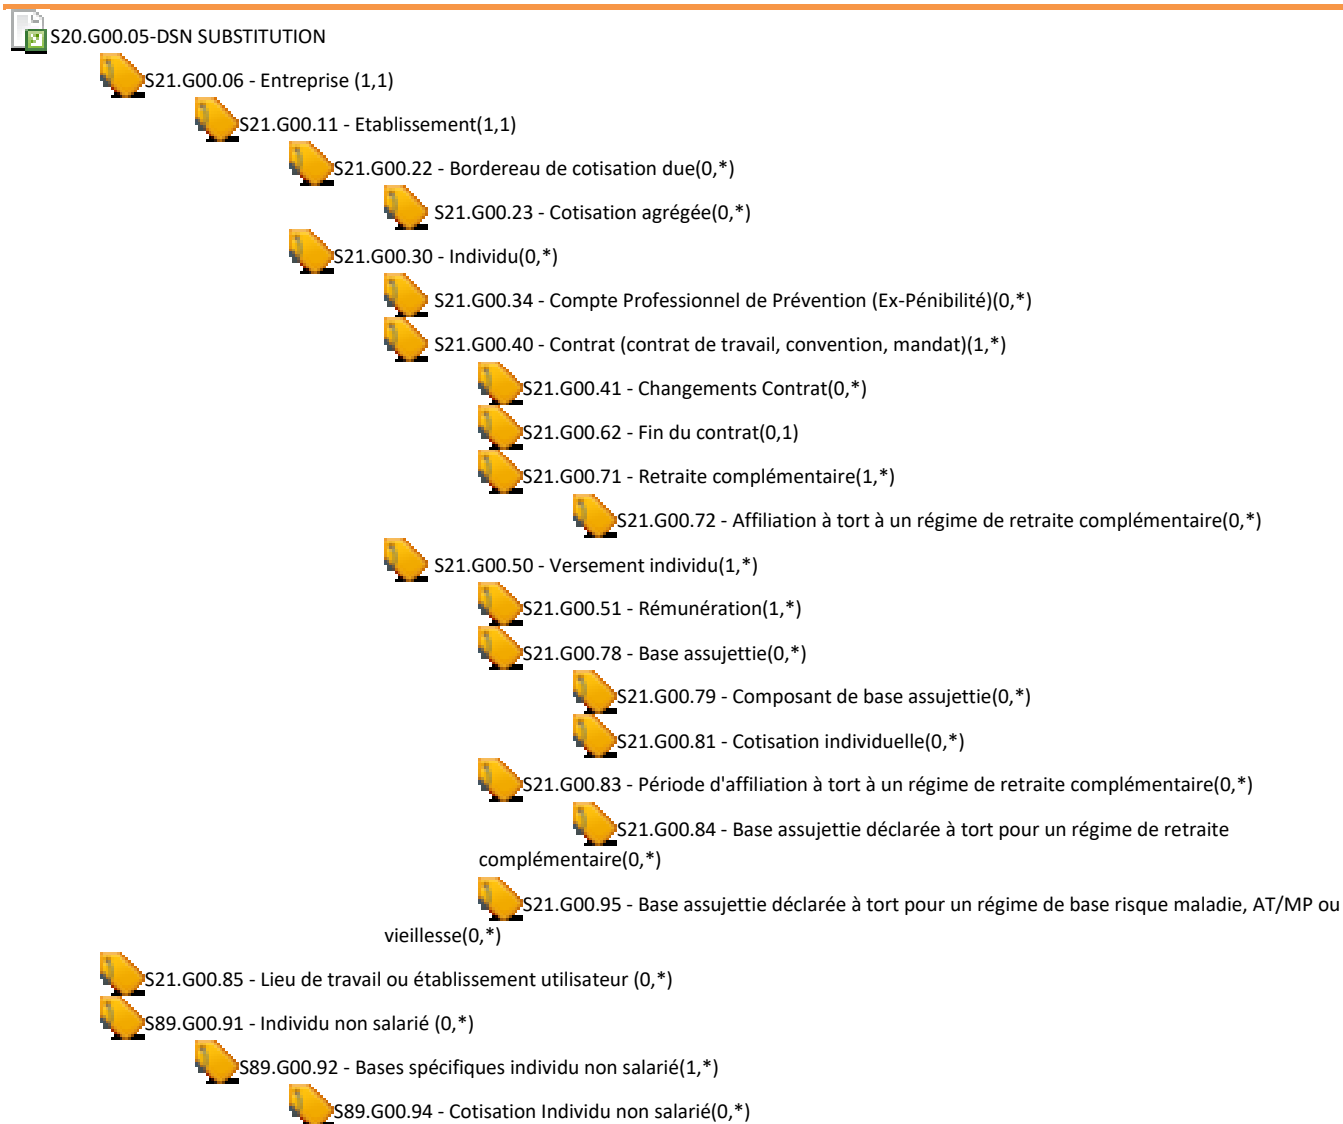 S20.G00.05-DSN SUBSTITUTION
S21.G00.06 - Entreprise (1,1)
S21.G00.11 - Etablissement(1,1)
S21.G00.22 - Bordereau de cotisation due(0,*)
S21.G00.23 - Cotisation agrégée(0,*)
S21.G00.30 - Individu(0,*)
S21.G00.34 - Compte Professionnel de Prévention (Ex-Pénibilité)(0,*)
S21.G00.40 - Contrat (contrat de travail, convention, mandat)(1,*)
S21.G00.41 - Changements Contrat(0,*)
S21.G00.62 - Fin du contrat(0,1)
S21.G00.71 - Retraite complémentaire(1,*)
S21.G00.72 - Affiliation à tort à un régime de retraite complémentaire(0,*)
S21.G00.50 - Versement individu(1,*)
S21.G00.51 - Rémunération(1,*)
S21.G00.78 - Base assujettie(0,*)
S21.G00.79 - Composant de base assujettie(0,*)
S21.G00.81 - Cotisation individuelle(0,*)
S21.G00.83 - Période d'affiliation à tort à un régime de retraite complémentaire(0,*)
S21.G00.84 - Base assujettie déclarée à tort pour un régime de retraite
complémentaire(0,*)
S21.G00.95 - Base assujettie déclarée à tort pour un régime de base risque maladie, AT/MP ou
vieillesse(0,*)
S21.G00.85 - Lieu de travail ou établissement utilisateur (0,*)
S89.G00.91 - Individu non salarié (0,*)
S89.G00.92 - Bases spécifiques individu non salarié(1,*)
S89.G00.94 - Cotisation Individu non salarié(0,*)